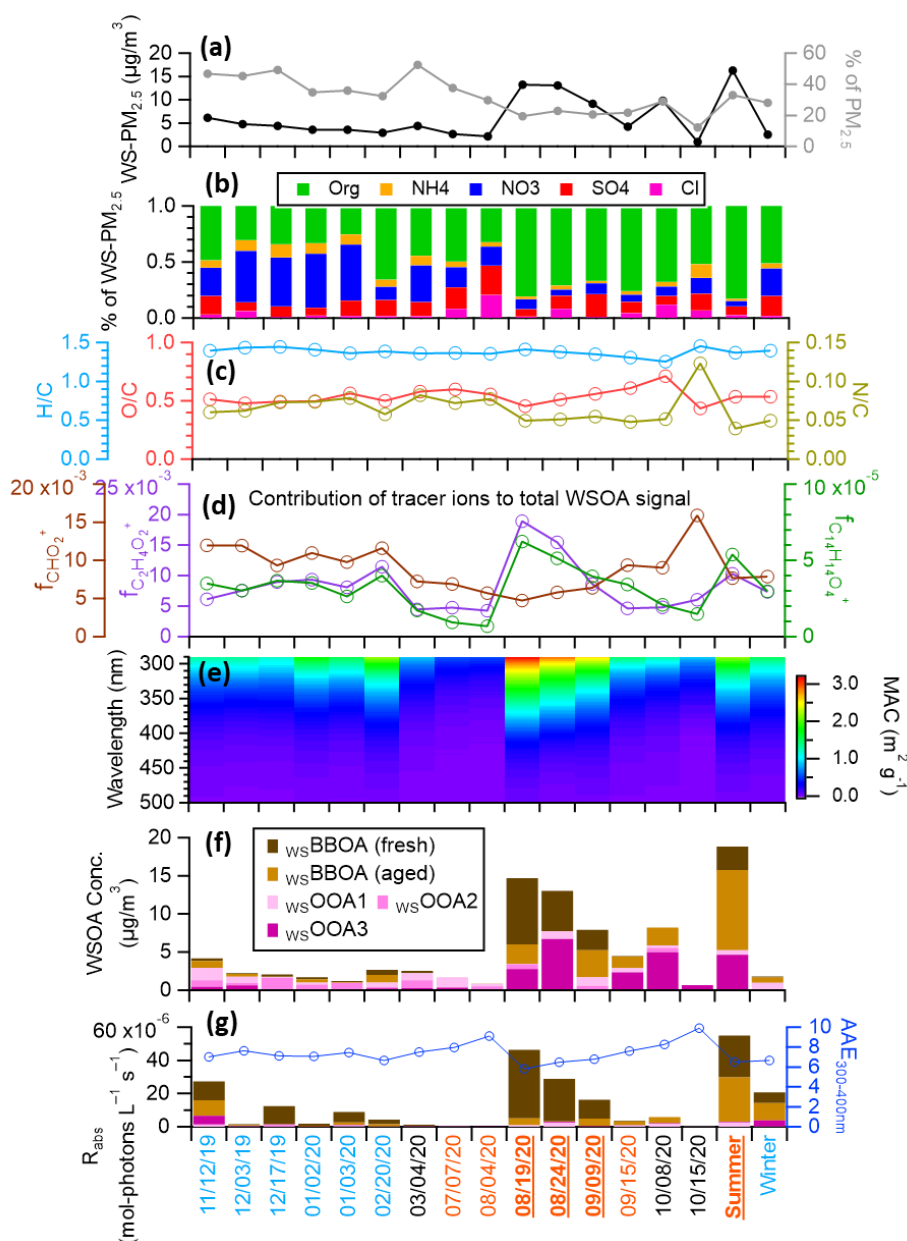 (a)
WS-PM2.5 (µg/m3)
20
15
10
5
0
60
40
20
0
% of PM2.5
(b)
Org NH4 NO3 SO4 Cl
% of WS-PM2.5
1.0
0.5
0.0
(c)
H/C
1.5
1.0
0.5
0.0
O/C
1.0
0.5
0.0
0.15
0.10
0.05
0.00
N/C
(d) Contribution of tracer ions to total WSOA signal
fCHO2+
20 x10-3
15
10
5
0
fC2H4O2+
25 x10-3
20
15
10
5
0
10 x10-5
5
0
fC14H14O4+
(e)
Wavelength (nm)
300
350
400
450
500
3.0
2.0
1.0
0.0
MAC (m2 g-1)
(f)
WSOA Conc.
(µg/m3)
20
15
10
5
0
WSBBOA (fresh)
WSBBOA (aged)
WSOOA1 WSOOA2
WSOOA3
(g)
Rabs
(mol-photons L–1 s–1)
60 x10-6
40
20
0
10
8
6
4
2
0
AAE300-400nm
11/12/19
12/03/19
12/17/19
01/02/20
01/03/20
02/20/20
03/04/20
07/07/20
08/04/20
08/19/20
08/24/20
09/09/20
09/15/20
10/08/20
10/15/20
Summer
Winter